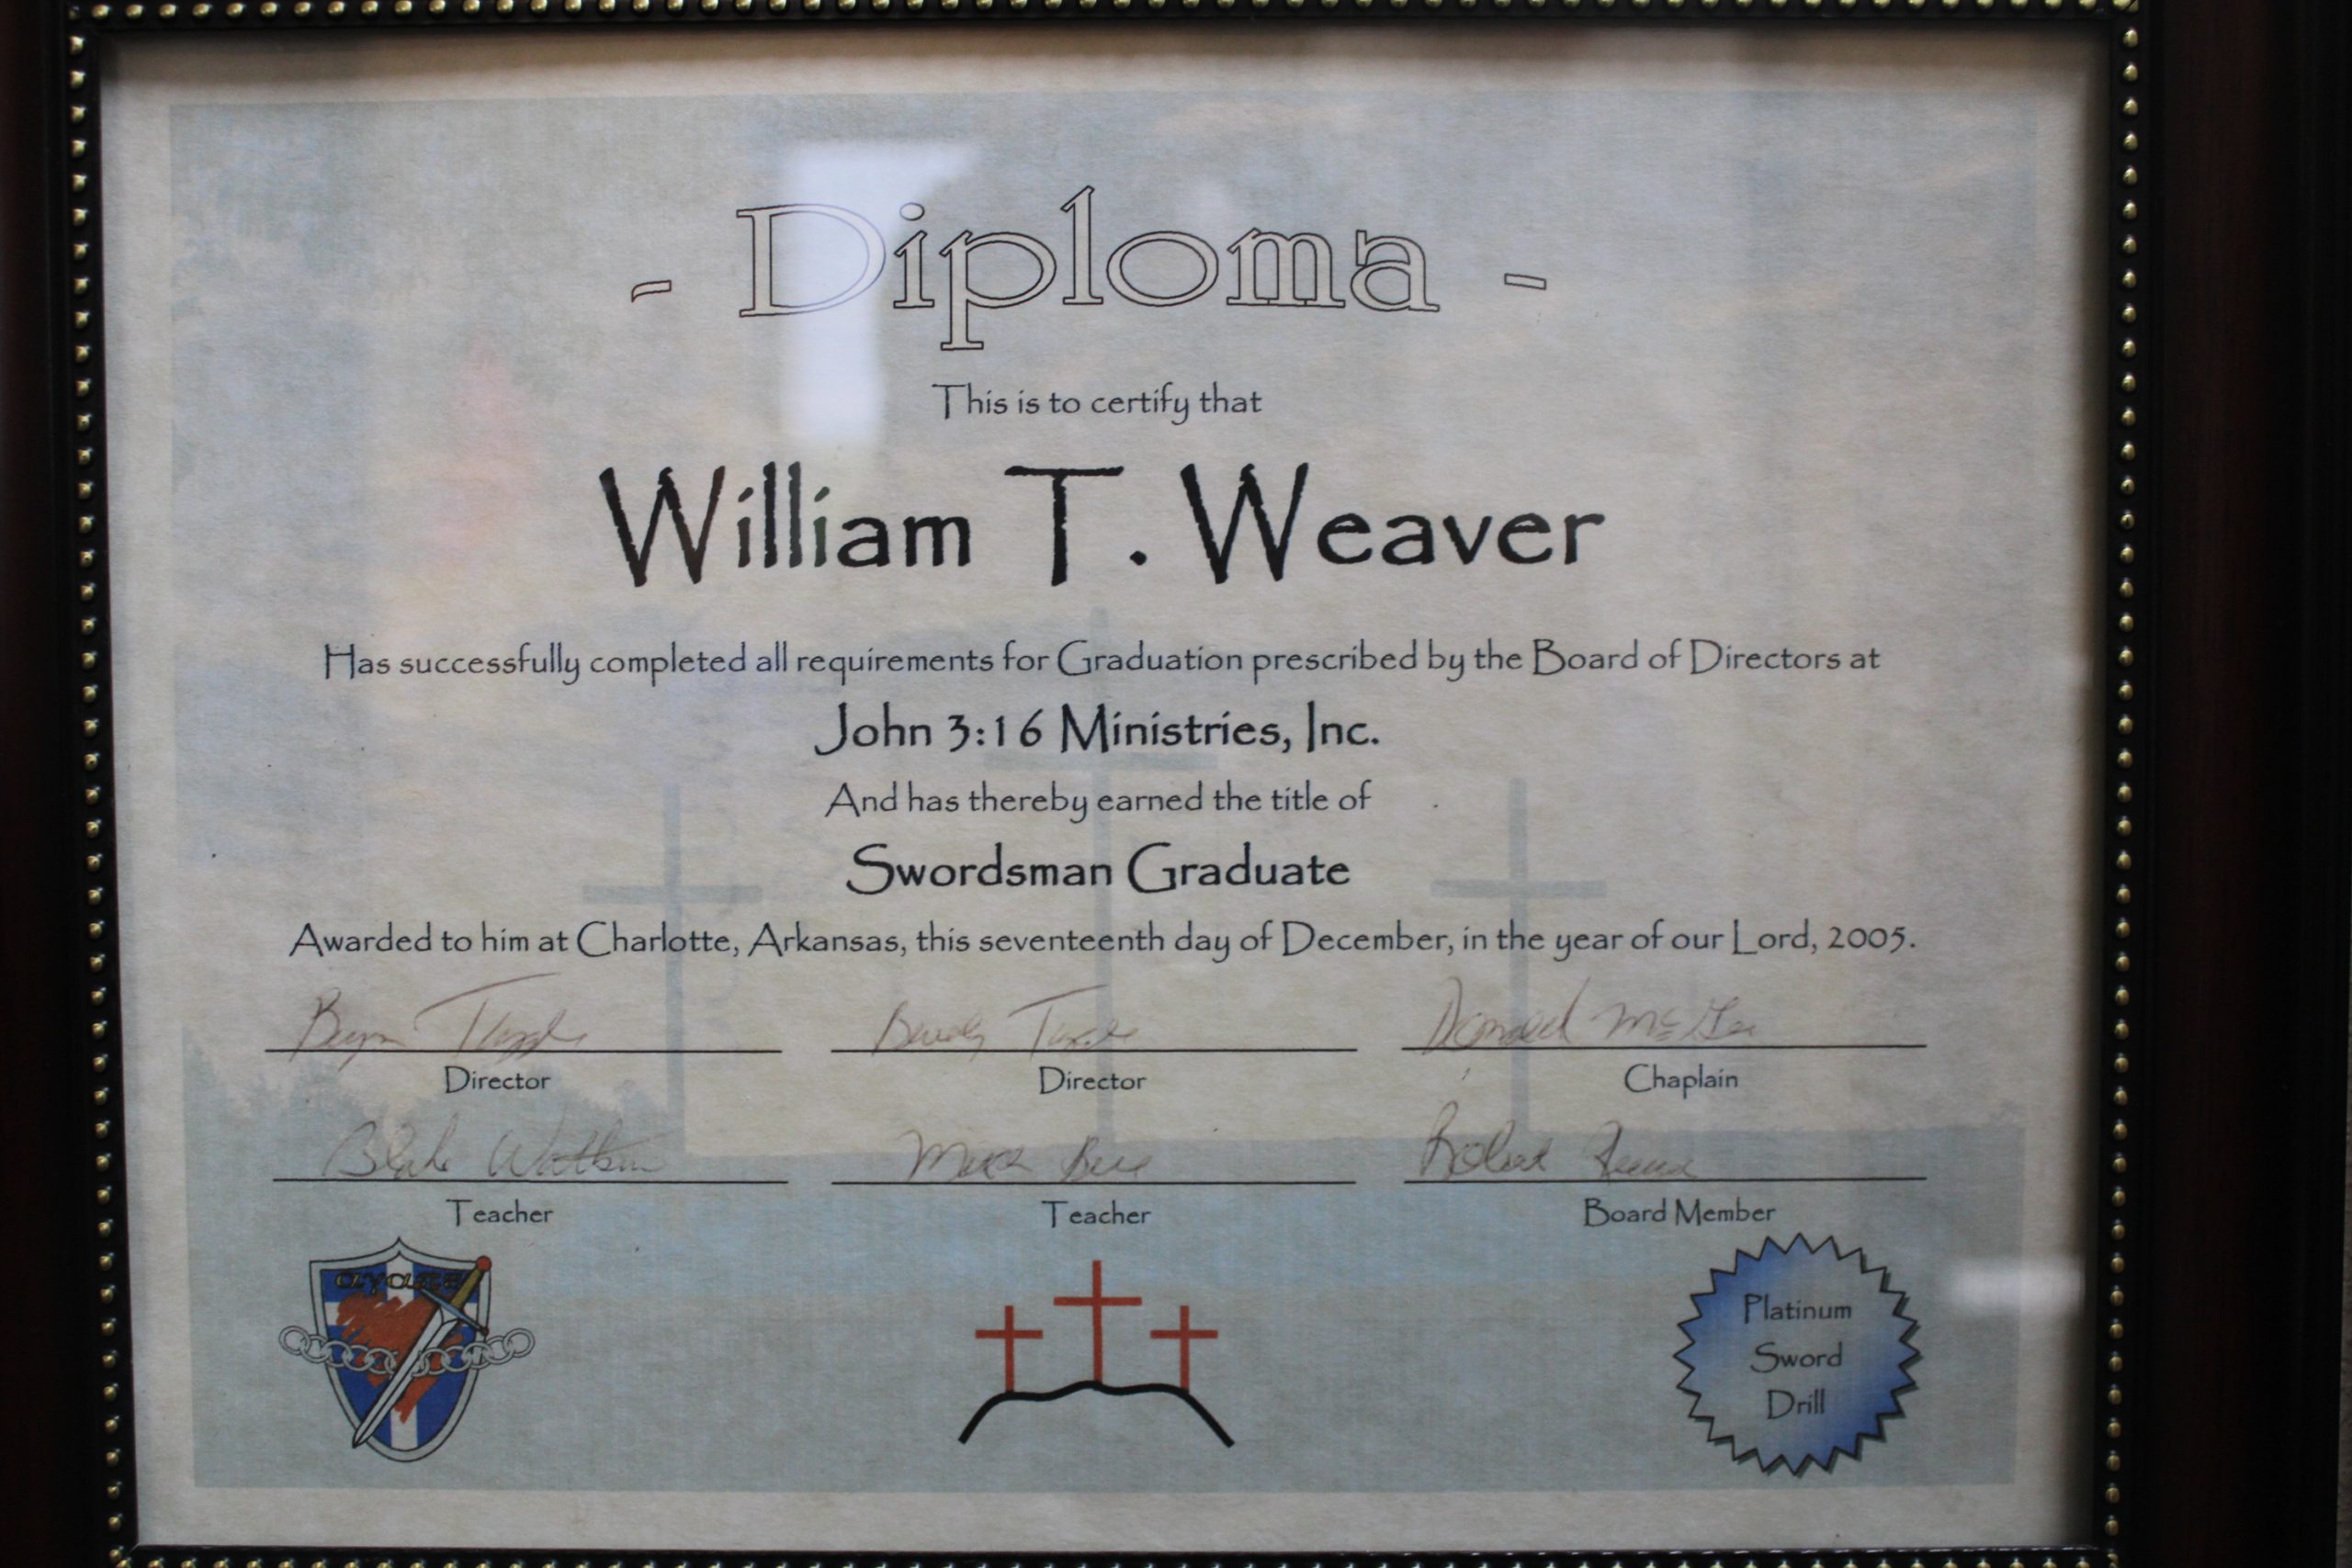 - Diploma -
This is to certify that
William T. Weaver
Has successfully completed all requirements for Graduation prescribed by the Board of Directors at
John 3:16 Ministries, Inc.
And has thereby earned the title of
Swordsman Graduate
Awarded to him at Charlotte, Arkansas, this seventeenth day of December, in the year of our Lord, 2005.
Director Director Chaplain
Teacher Teacher Board Member
Platinum
Sword
Drill